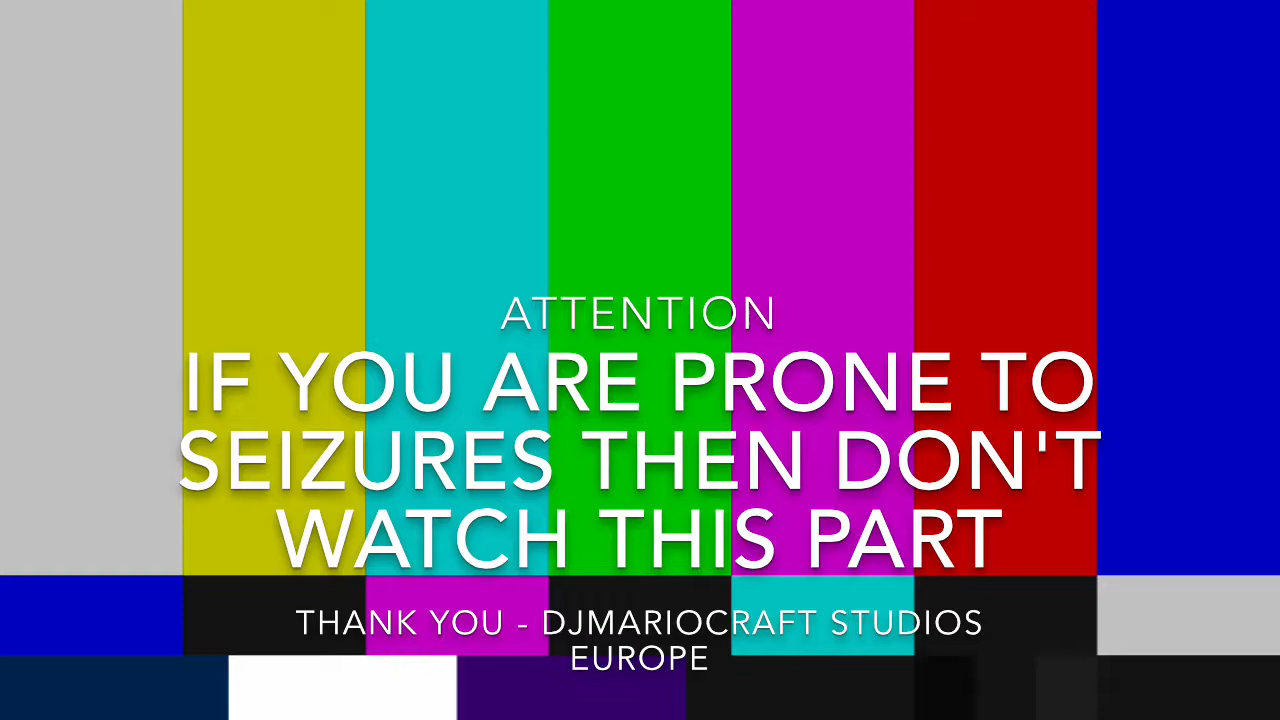 ATTENTION
IF YOU ARE PRONE TO
SEIZURES THEN DON'T
WATCH THIS PART
THANK YOU - DJMARIOCRAFT STUDIOS
EUROPE